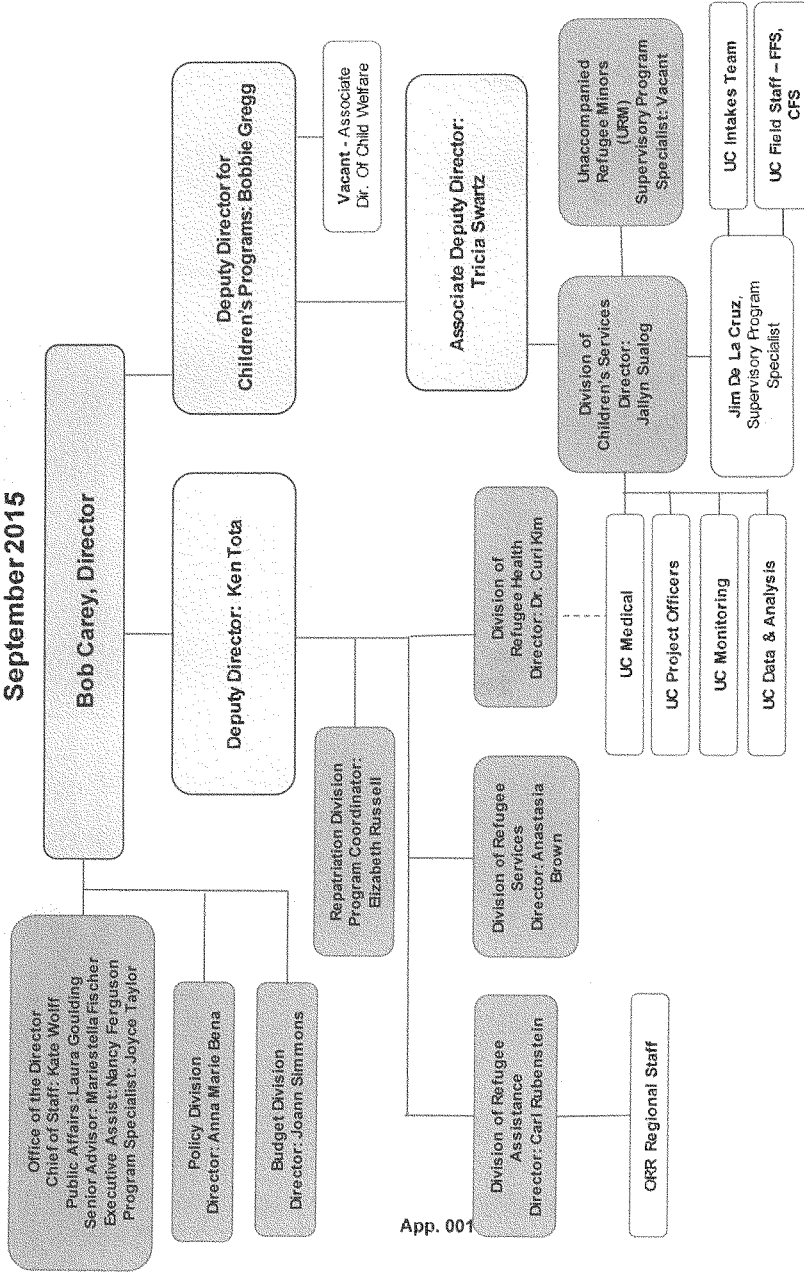 September 2015
Bob Carey, Director
Office of the Director
Chief of Staff: Kate Wolff
Public Affairs: Laura Goulding
Senior Advisor: Mariestella Fischer
Executive Assist: Nancy Ferguson
Program Specialist: Joyce Taylor
Policy Division
Director: Anna Marie Bena
Budget Division
Director: Joann Simmons
Deputy Director: Ken Tota
Deputy Director for
Children's Programs: Bobbie Gregg
Vacant - Associate
Dir. Of Child Welfare
Repatriation Division
Program Coordinator:
Elizabeth Russell
Associate Deputy Director:
Tricia Swartz
Division of Refugee
Assistance
Director: Carl Rubenstein
Division of Refugee
Services
Director: Anastasia
Brown
Division of
Refugee Health
Director: Dr. Curi Kim
Division of
Children's Services
Director:
Jallyn Sualog
Unaccompanied
Refugee Minors
(URM)
Supervisory Program
Specialist: Vacant
ORR Regional Staff
UC Medical
UC Project Officers
UC Monitoring
UC Data & Analysis
Jim De La Cruz,
Supervisory Program
Specialist
UC Intakes Team
UC Field Staff – FFS,
CFS
App. 001